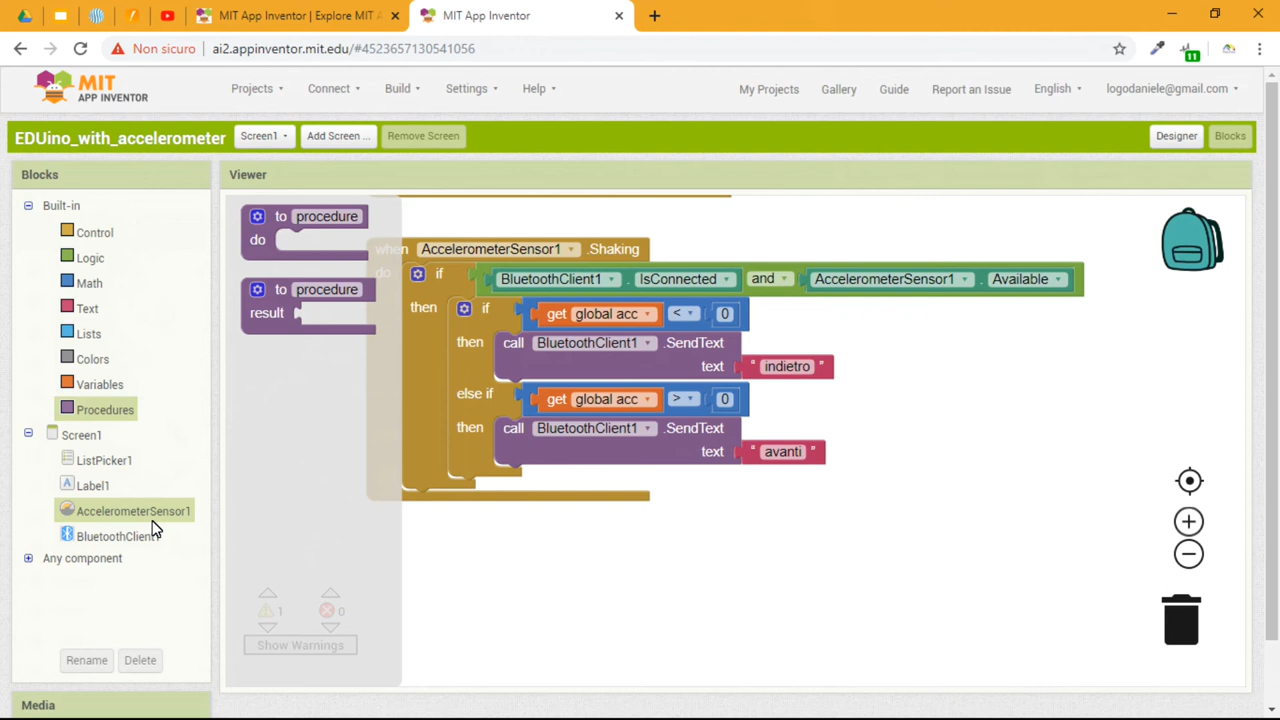 MIT App Inventor | Explore MIT A
MIT App Inventor
Non sicuro
ai2.appinventor.mit.edu/#4523657130541056
11
MIT
APP INVENTOR
Projects
Connect
Build
Settings
Help
My Projects
Gallery
Guide
Report an Issue
English
logodaniele@gmail.com
EDUino_with_accelerometer
Screen1
Add Screen ...
Remove Screen
Designer
Blocks
Blocks
Viewer
Built-in
Control
Logic
Math
Text
Lists
Colors
Variables
Procedures
Screen1
ListPicker1
Label1
AccelerometerSensor1
BluetoothClient1
Any component
Rename
Delete
Media
to procedure
do
to procedure
result
when AccelerometerSensor1 .Shaking
do if BluetoothClient1 . IsConnected and AccelerometerSensor1 . Available
then if get global acc < 0
then call BluetoothClient1 .SendText
text " indietro "
else if get global acc > 0
then call BluetoothClient1 .SendText
text " avanti "
1 0
Show Warnings